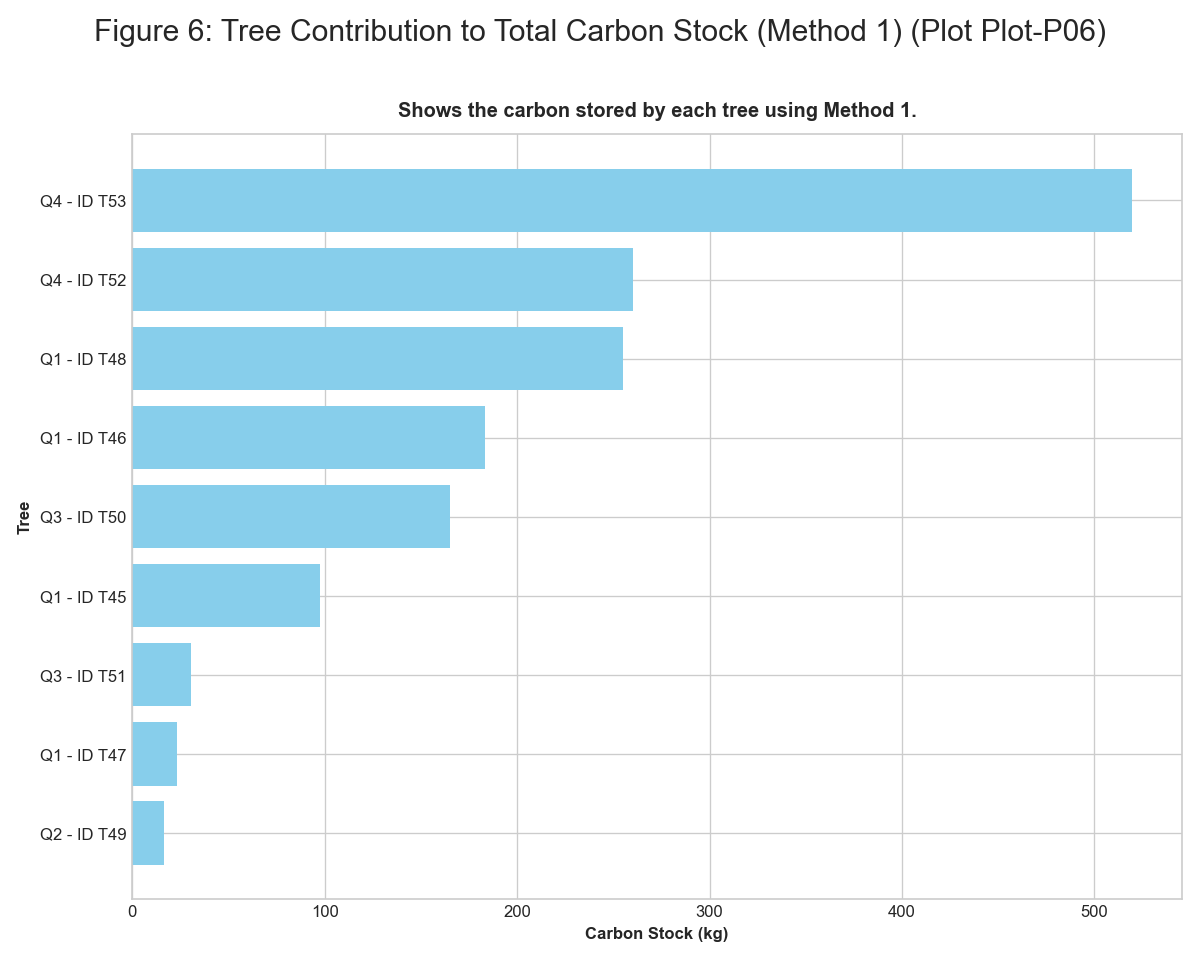 Figure 6: Tree Contribution to Total Carbon Stock (Method 1) (Plot Plot-P06)
Shows the carbon stored by each tree using Method 1.
Tree
Q4 - ID T53
Q4 - ID T52
Q1 - ID T48
Q1 - ID T46
Q3 - ID T50
Q1 - ID T45
Q3 - ID T51
Q1 - ID T47
Q2 - ID T49
0 100 200 300 400 500
Carbon Stock (kg)